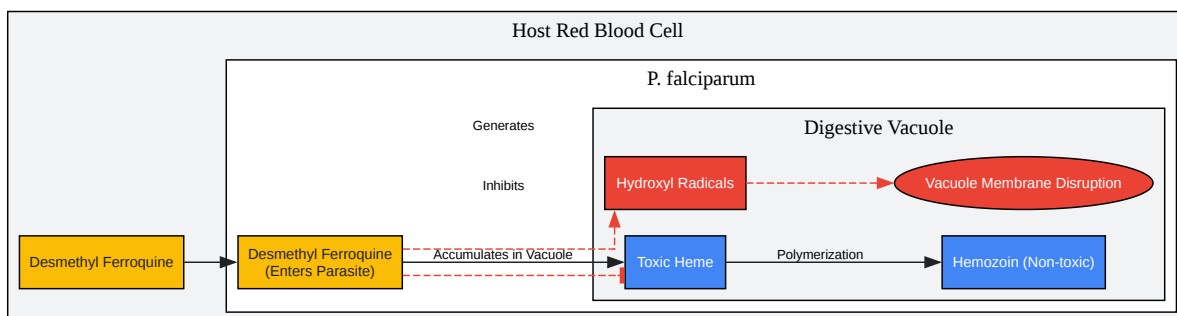 Host Red Blood Cell
P. falciparum
Generates
Digestive Vacuole
Inhibits
Hydroxyl Radicals
Vacuole Membrane Disruption
Desmethyl Ferroquine
Desmethyl Ferroquine
(Enters Parasite)
Accumulates in Vacuole
Toxic Heme
Polymerization
Hemozoin (Non-toxic)